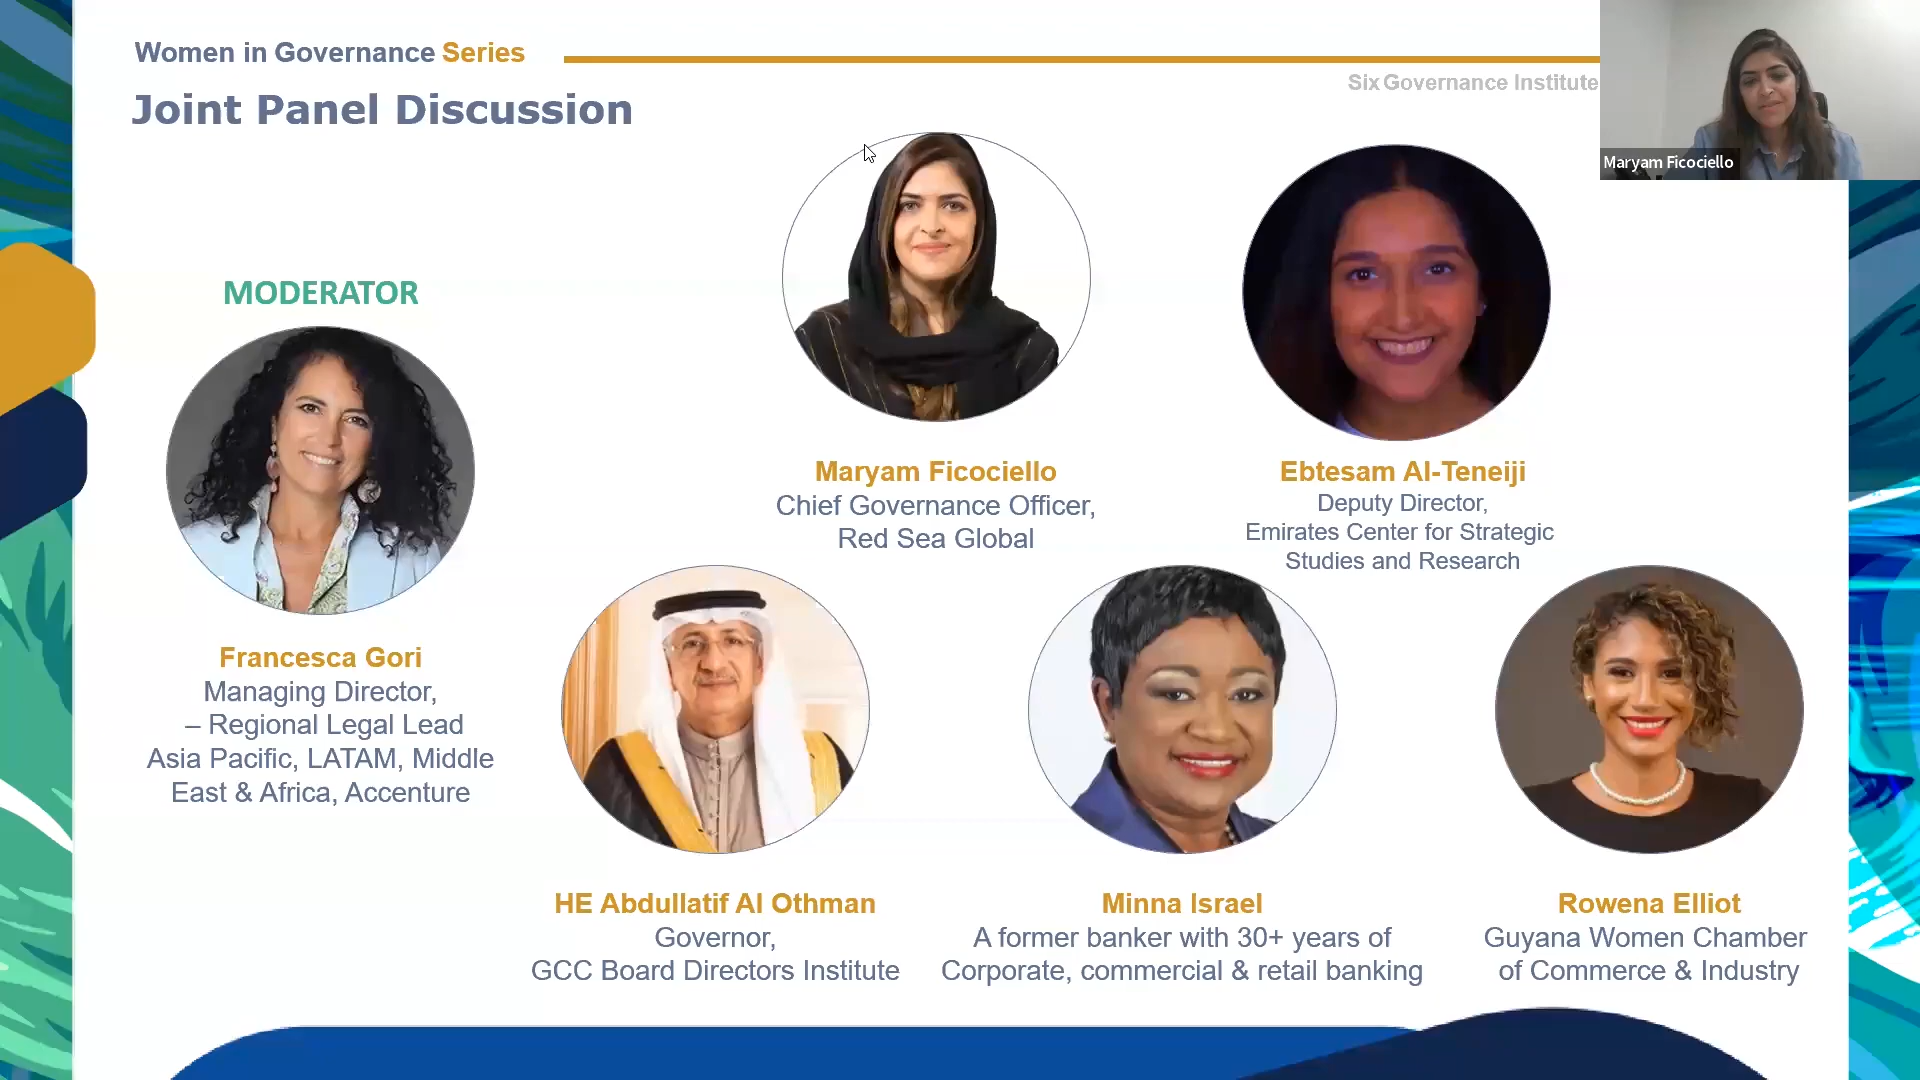 Women in Governance Series
Six Governance Institute
Joint Panel Discussion
Maryam Ficociello
MODERATOR
Maryam Ficociello
Chief Governance Officer,
Red Sea Global
Ebtesam Al-Teneiji
Deputy Director,
Emirates Center for Strategic
Studies and Research
Francesca Gori
Managing Director,
– Regional Legal Lead
Asia Pacific, LATAM, Middle
East & Africa, Accenture
HE Abdullatif Al Othman
Governor,
GCC Board Directors Institute
Minna Israel
A former banker with 30+ years of
Corporate, commercial & retail banking
Rowena Elliot
Guyana Women Chamber
of Commerce & Industry